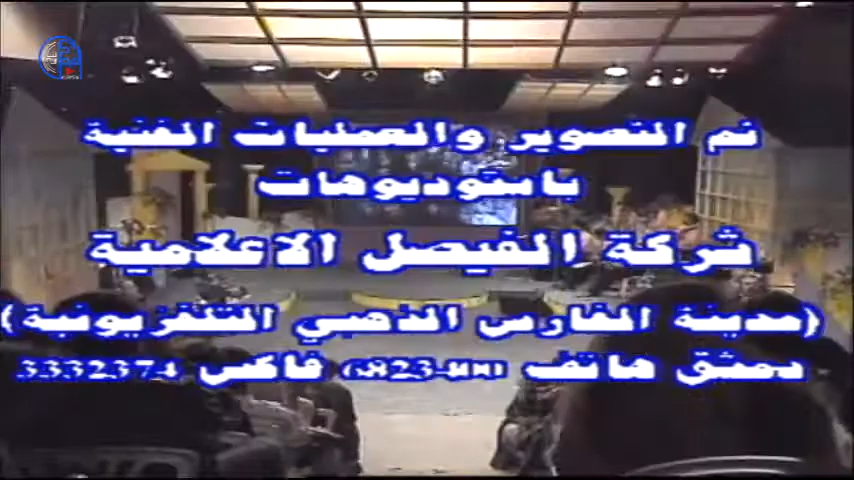 تم التصوير والعمليات الفنية
باستوديوهات
شركة الفيصل الاعلامية
(مدينة الفارس الذهبي التلفزيونية)
دمشق هاتف فاكس 3332374